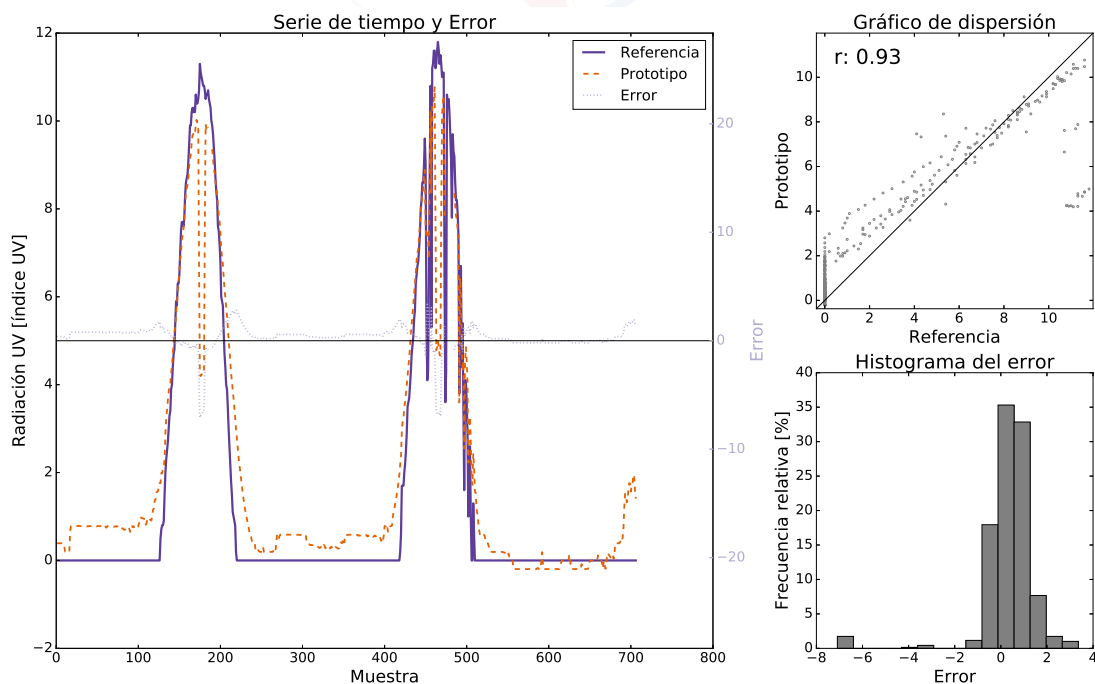 Serie de tiempo y Error
12
10
8
6
4
2
0
−2
Radiación UV [índice UV]
Referencia
Prototipo
Error
20
10
0
−10
−20
Error
0 100 200 300 400 500 600 700 800
Muestra
Gráfico de dispersión
r: 0.93
10
8
6
4
2
0
Prototipo
0 2 4 6 8 10
Referencia
Histograma del error
40
35
30
25
20
15
10
5
0
Frecuencia relativa [%]
−8 −6 −4 −2 0 2 4
Error